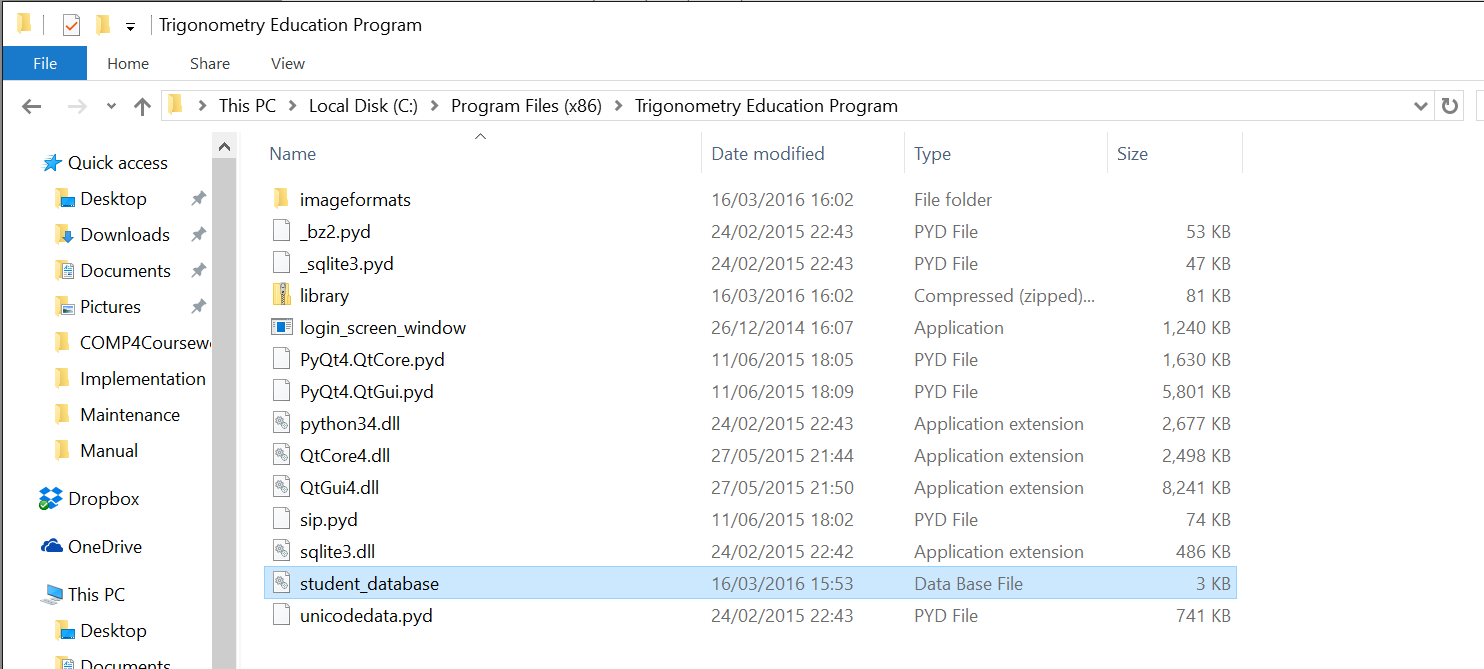 Trigonometry Education Program
File Home Share View
This PC Local Disk (C:) Program Files (x86) Trigonometry Education Program
Quick access
Desktop
Downloads
Documents
Pictures
COMP4Coursew
Implementation
Maintenance
Manual
Dropbox
OneDrive
This PC
Desktop
Documents
Name Date modified Type Size
imageformats 16/03/2016 16:02 File folder
_bz2.pyd 24/02/2015 22:43 PYD File 53 KB
_sqlite3.pyd 24/02/2015 22:43 PYD File 47 KB
library 16/03/2016 16:02 Compressed (zipped)... 81 KB
login_screen_window 26/12/2014 16:07 Application 1,240 KB
PyQt4.QtCore.pyd 11/06/2015 18:05 PYD File 1,630 KB
PyQt4.QtGui.pyd 11/06/2015 18:09 PYD File 5,801 KB
python34.dll 24/02/2015 22:43 Application extension 2,677 KB
QtCore4.dll 27/05/2015 21:44 Application extension 2,498 KB
QtGui4.dll 27/05/2015 21:50 Application extension 8,241 KB
sip.pyd 11/06/2015 18:02 PYD File 74 KB
sqlite3.dll 24/02/2015 22:42 Application extension 486 KB
student_database 16/03/2016 15:53 Data Base File 3 KB
unicodedata.pyd 24/02/2015 22:43 PYD File 741 KB